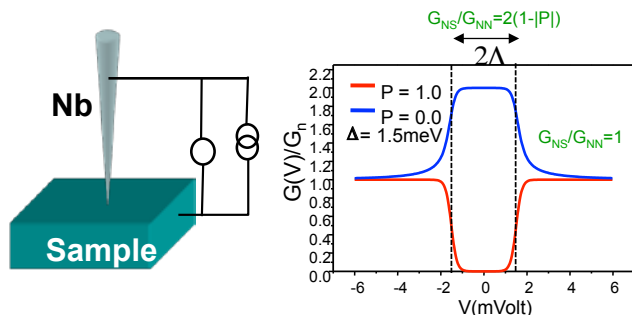 Nb
Sample
G_NS/G_NN=2(1-|P|)
2Δ
P = 1.0
P = 0.0
Δ= 1.5meV
G_NS/G_NN=1
G(V)/G_n
2.2
2.0
1.8
1.6
1.4
1.2
1.0
0.8
0.6
0.4
0.2
0.0
-6 -4 -2 0 2 4 6
V(mVolt)